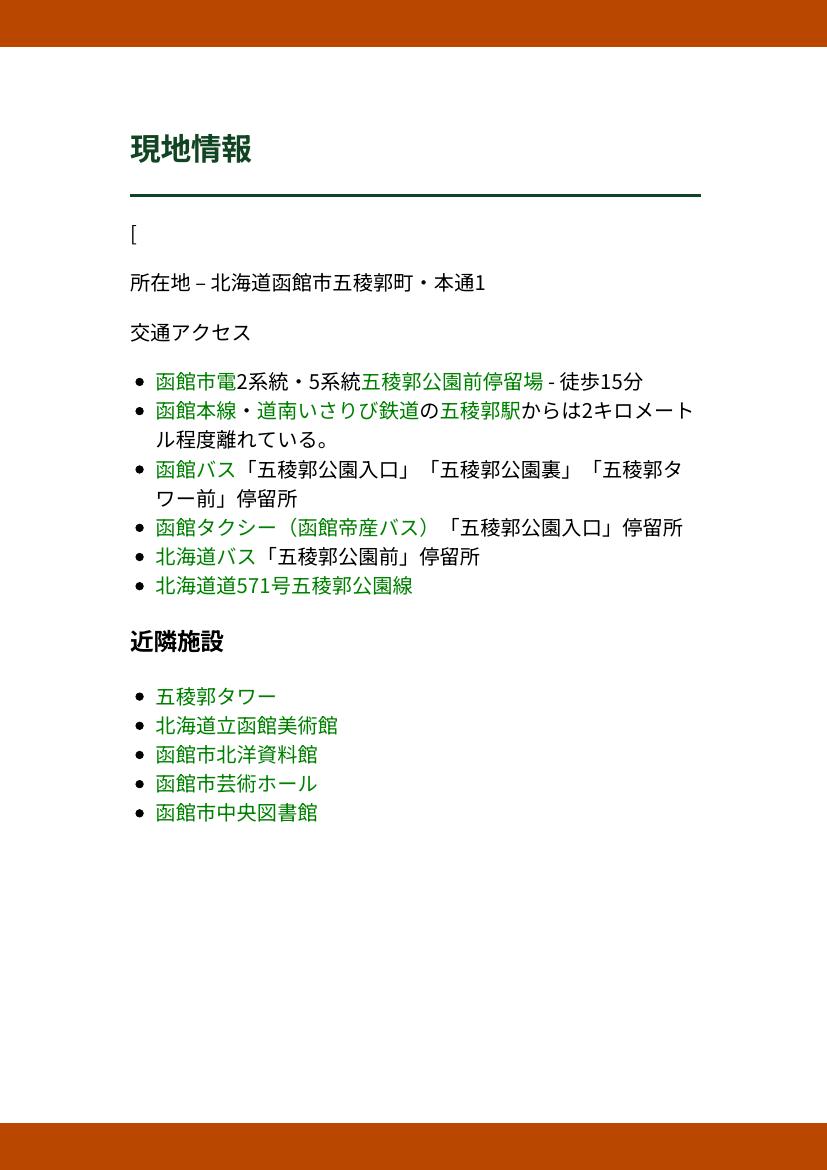 現地情報
[
所在地 – 北海道函館市五稜郭町・本通1
交通アクセス
函館市電2系統・5系統五稜郭公園前停留場 - 徒歩15分
函館本線・道南いさりび鉄道の五稜郭駅からは2キロメート
ル程度離れている。
函館バス「五稜郭公園入口」「五稜郭公園裏」「五稜郭タ
ワー前」停留所
函館タクシー（函館帝産バス）「五稜郭公園入口」停留所
北海道バス「五稜郭公園前」停留所
北海道道571号五稜郭公園線
近隣施設
五稜郭タワー
北海道立函館美術館
函館市北洋資料館
函館市芸術ホール
函館市中央図書館